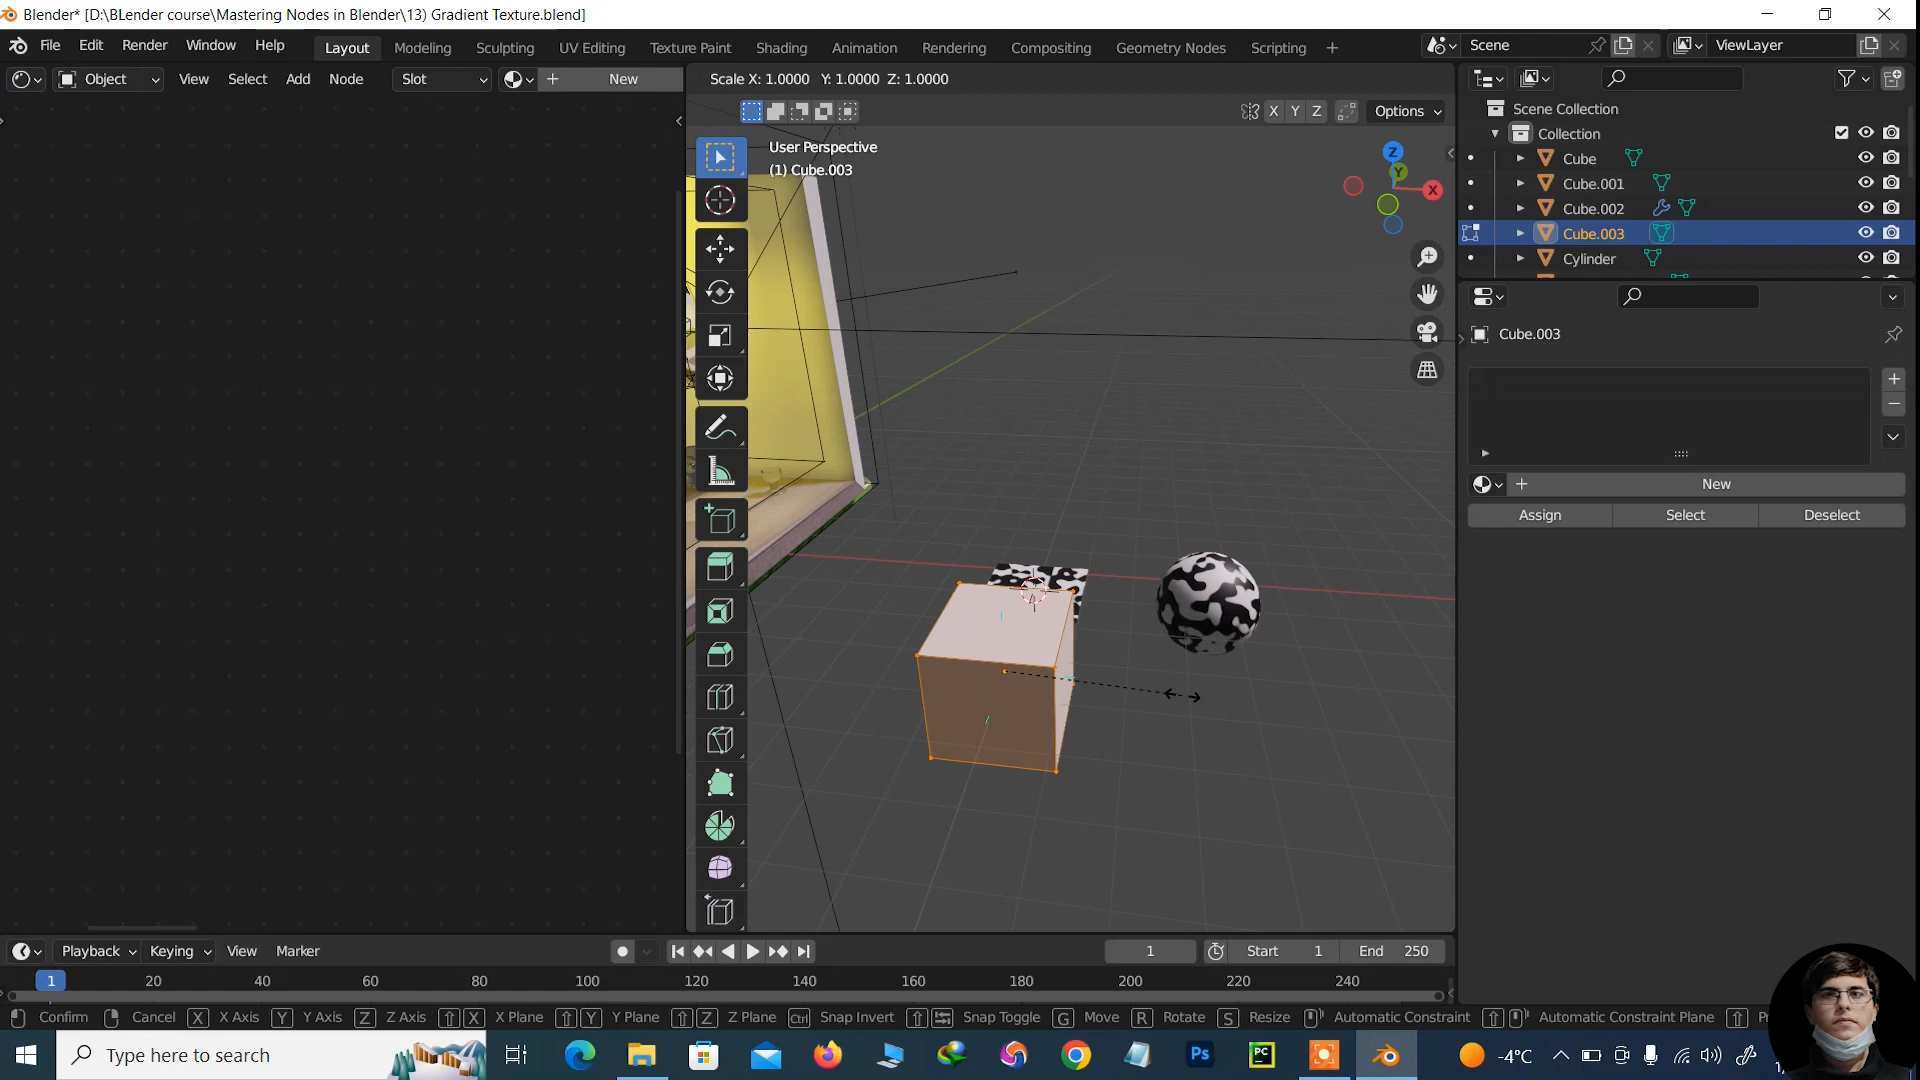 Blender* [D:\BLender course\Mastering Nodes in Blender\13) Gradient Texture.blend]
File Edit Render Window Help Layout Modeling Sculpting UV Editing Texture Paint Shading Animation Rendering Compositing Geometry Nodes Scripting + Scene ViewLayer
Object View Select Add Node Slot New Scale X: 1.0000 Y: 1.0000 Z: 1.0000
X Y Z Options
User Perspective
(1) Cube.003
Z
Y
X
Scene Collection
Collection
Cube
Cube.001
Cube.002
Cube.003
Cylinder
Cube.003
New
Assign Select Deselect
Playback Keying View Marker 1 Start 1 End 250
1 20 40 60 80 100 120 140 160 180 200 220 240
Confirm Cancel X X Axis Y Y Axis Z Z Axis X X Plane Y Y Plane Z Z Plane Ctrl Snap Invert Snap Toggle G Move R Rotate S Resize Automatic Constraint Automatic Constraint Plane
Type here to search Ps PC -4°C